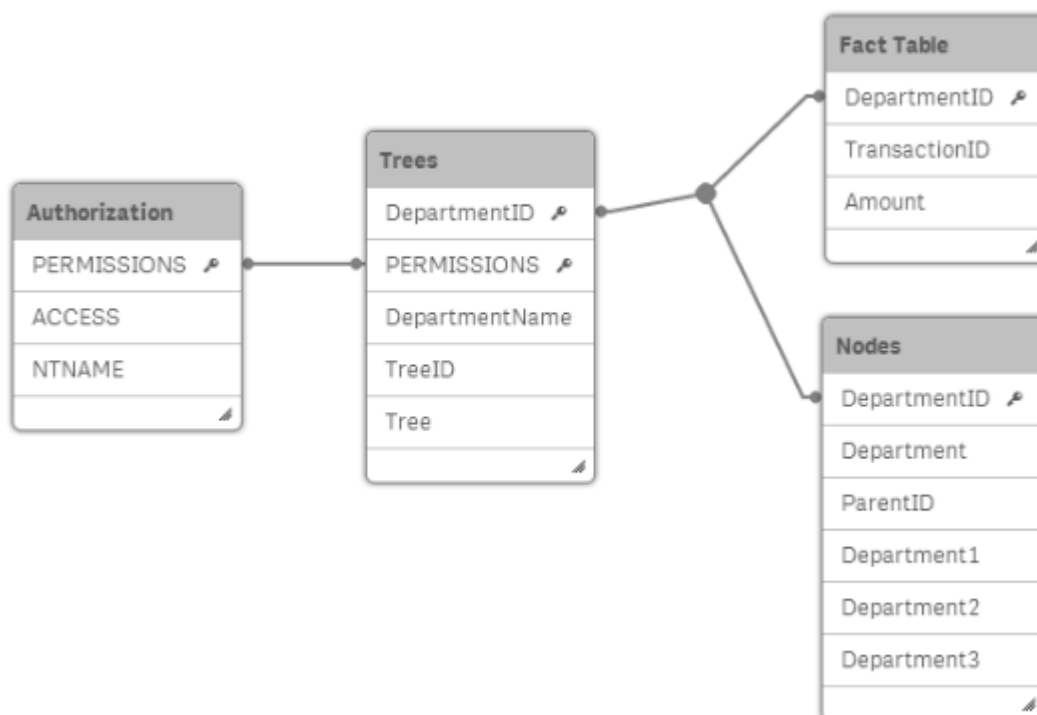 Authorization
PERMISSIONS
ACCESS
NTNAME
Trees
DepartmentID
PERMISSIONS
DepartmentName
TreeID
Tree
Fact Table
DepartmentID
TransactionID
Amount
Nodes
DepartmentID
Department
ParentID
Department1
Department2
Department3